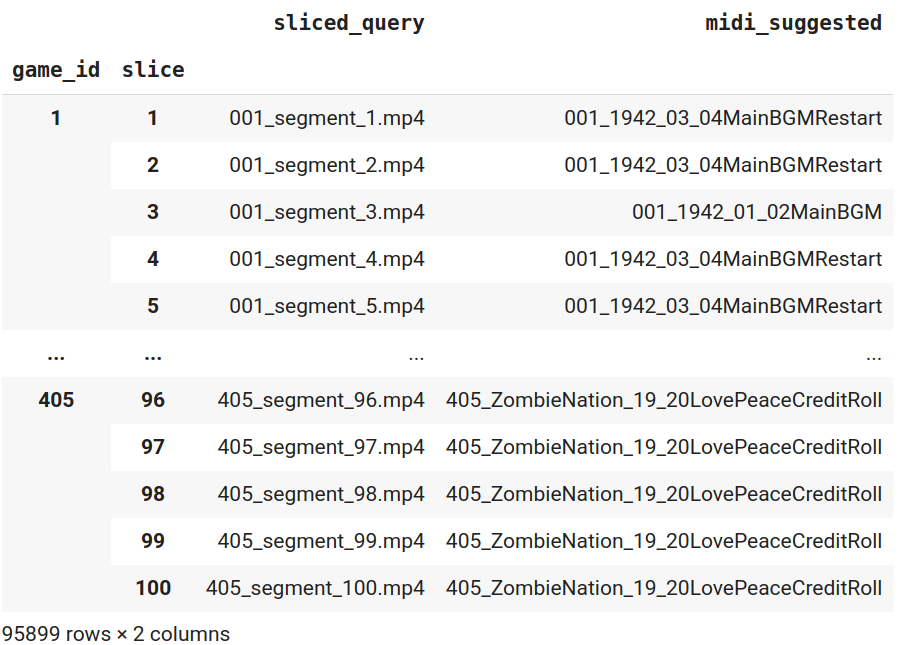 sliced_query midi_suggested
game_id slice
1 1 001_segment_1.mp4 001_1942_03_04MainBGMRestart
2 001_segment_2.mp4 001_1942_03_04MainBGMRestart
3 001_segment_3.mp4 001_1942_01_02MainBGM
4 001_segment_4.mp4 001_1942_03_04MainBGMRestart
5 001_segment_5.mp4 001_1942_03_04MainBGMRestart
... ... ... ...
405 96 405_segment_96.mp4 405_ZombieNation_19_20LovePeaceCreditRoll
97 405_segment_97.mp4 405_ZombieNation_19_20LovePeaceCreditRoll
98 405_segment_98.mp4 405_ZombieNation_19_20LovePeaceCreditRoll
99 405_segment_99.mp4 405_ZombieNation_19_20LovePeaceCreditRoll
100 405_segment_100.mp4 405_ZombieNation_19_20LovePeaceCreditRoll
95899 rows × 2 columns